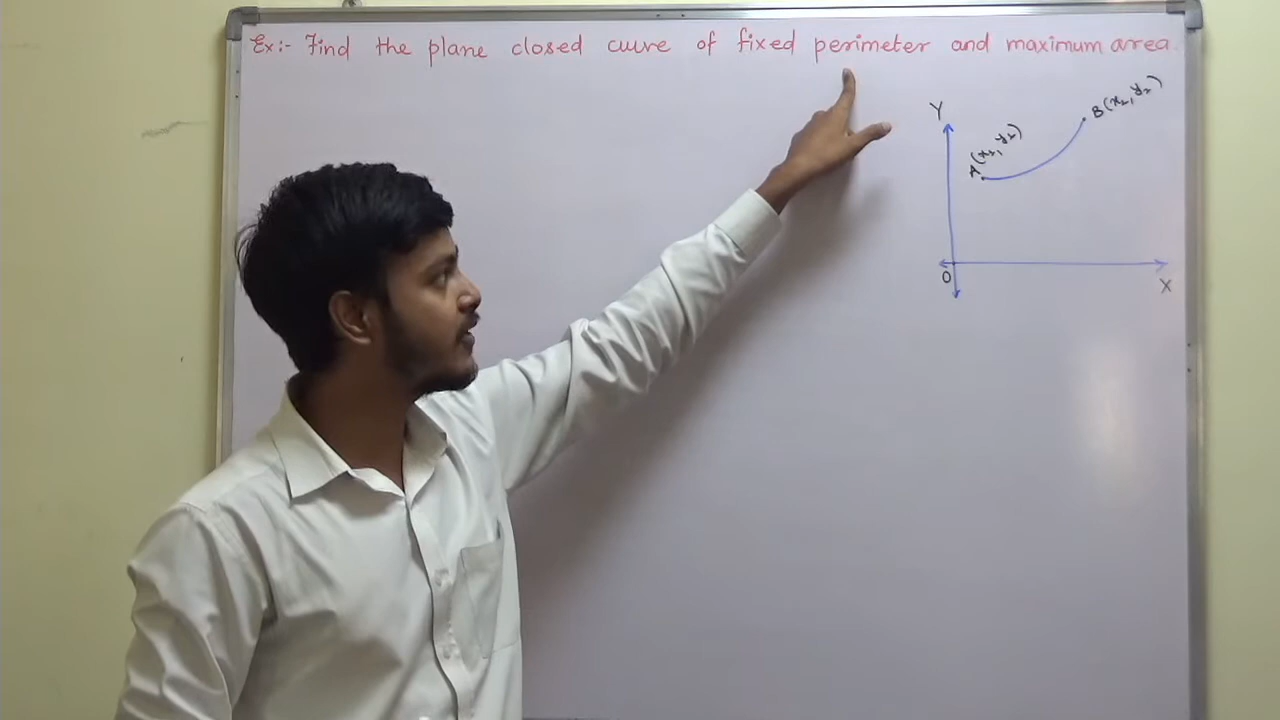 Ex:- Find the plane closed curve of fixed perimeter and maximum area.
Y
B(x₂, y₂)
A(x₁, y₁)
O
X